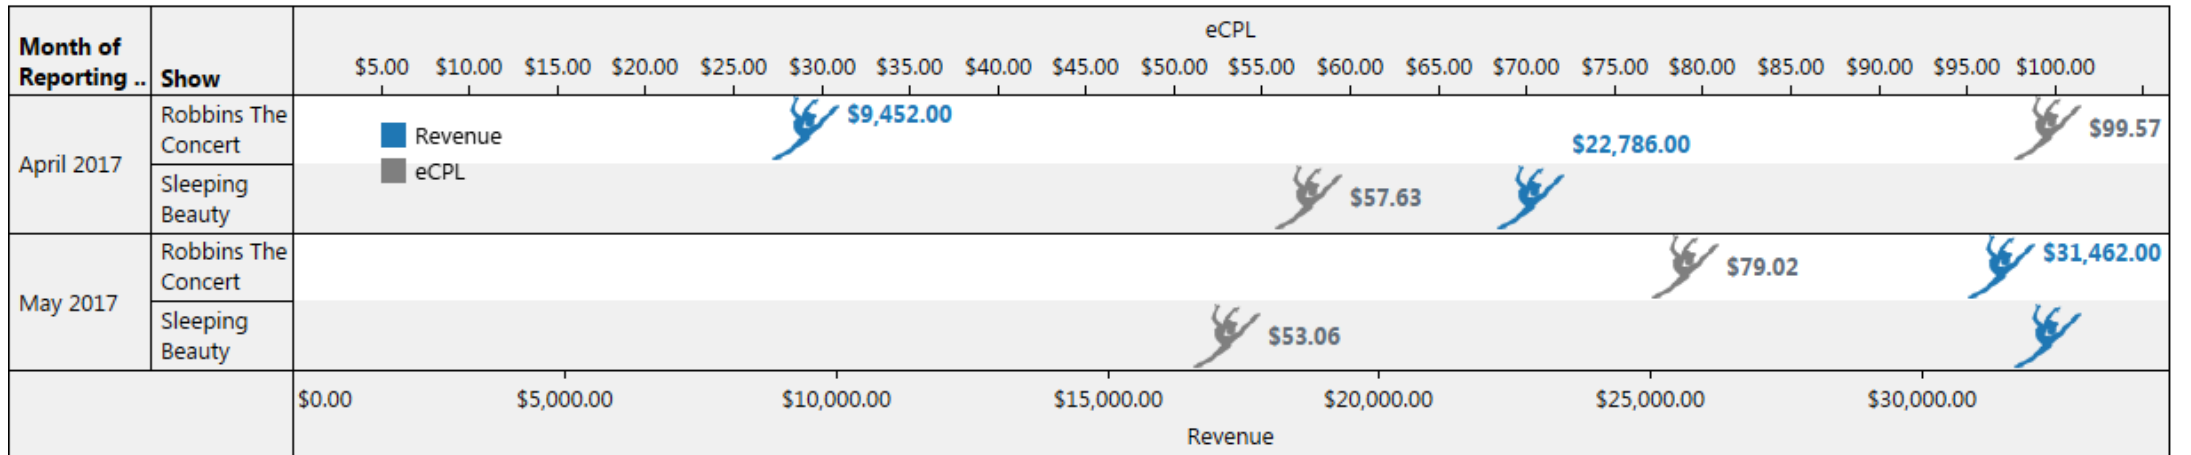 eCPL
Month of
Reporting ..
Show
$5.00 $10.00 $15.00 $20.00 $25.00 $30.00 $35.00 $40.00 $45.00 $50.00 $55.00 $60.00 $65.00 $70.00 $75.00 $80.00 $85.00 $90.00 $95.00 $100.00
April 2017
Robbins The
Concert
$9,452.00
$99.57
Revenue
eCPL
$22,786.00
Sleeping
Beauty
$57.63
May 2017
Robbins The
Concert
$79.02
$31,462.00
Sleeping
Beauty
$53.06
$0.00 $5,000.00 $10,000.00 $15,000.00 $20,000.00 $25,000.00 $30,000.00
Revenue